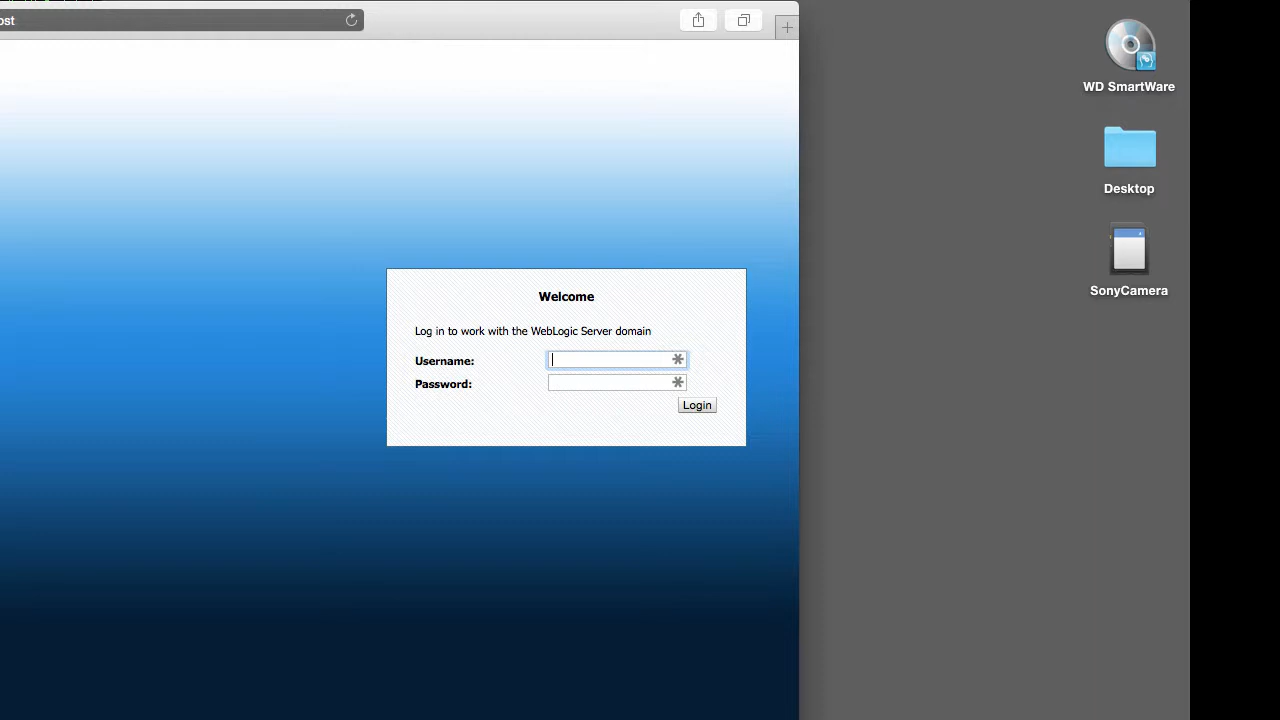 ost
WD SmartWare
Desktop
SonyCamera
Welcome
Log in to work with the WebLogic Server domain
Username:
Password:
Login